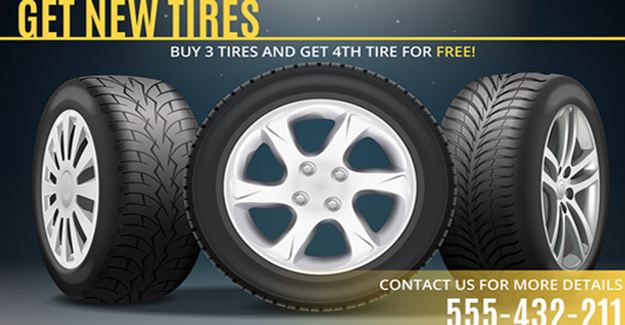 GET NEW TIRES
BUY 3 TIRES AND GET 4TH TIRE FOR FREE!
CONTACT US FOR MORE DETAILS
555-432-211